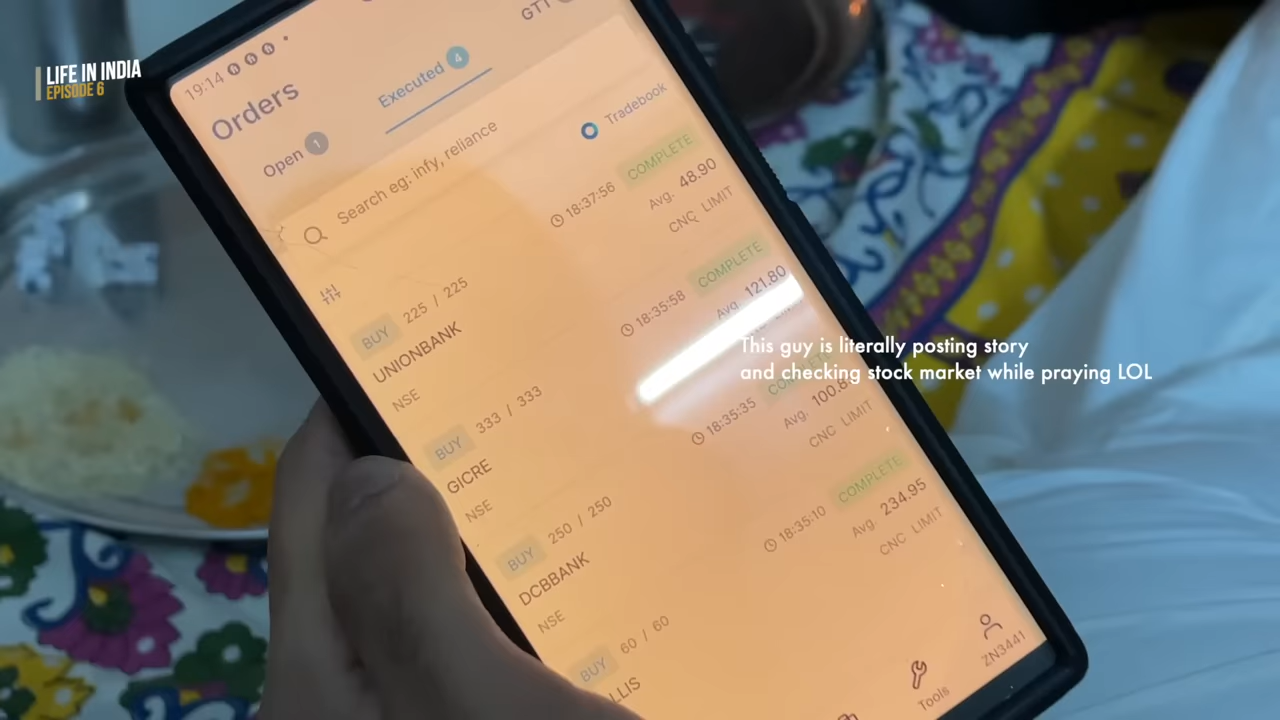 LIFE IN INDIA
EPISODE 6
19:14
GTT
Orders
Open 1
Executed 4
Search eg: infy, reliance
Tradebook
BUY 225 / 225
18:37:56 COMPLETE
UNIONBANK
Avg. 48.90
NSE
CNC LIMIT
BUY 333 / 333
18:35:58 COMPLETE
GICRE
Avg. 121.80
NSE
BUY 250 / 250
18:35:35
DCBBANK
Avg.
NSE
CNC LIMIT
BUY 60 / 60
18:35:10 COMPLETE
Avg. 234.95
CNC LIMIT
Tools
ZN3441
This guy is literally posting story
and checking stock market while praying LOL